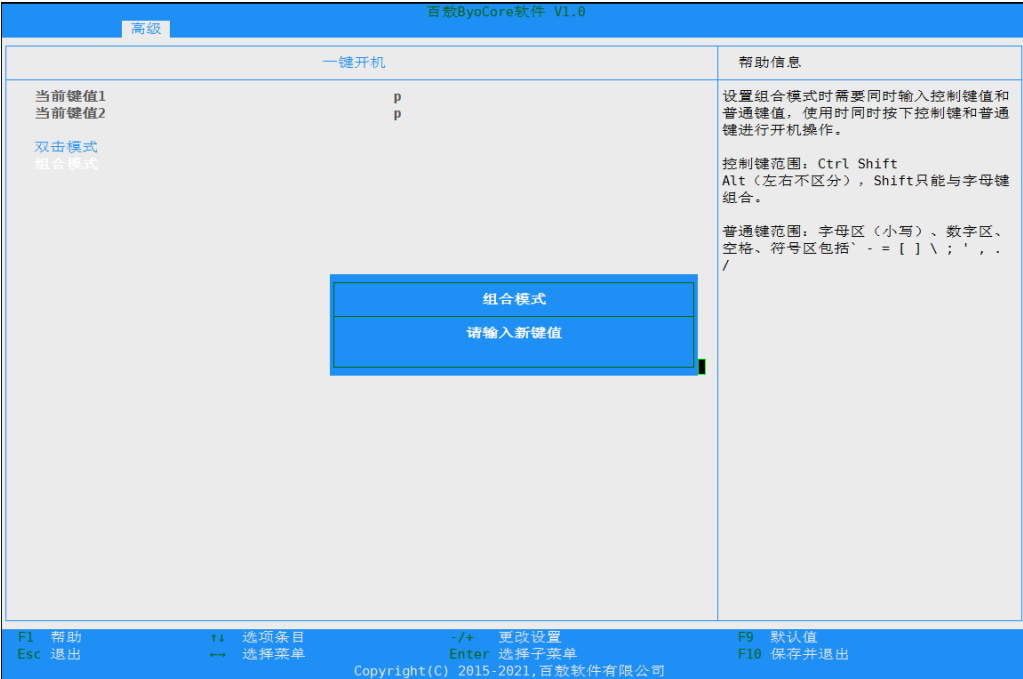 百敖ByoCore软件 V1.0
高级
一键开机
帮助信息
当前键值1 p
当前键值2 p
双击模式
组合模式
设置组合模式时需要同时输入控制键值和
普通键值，使用时同时按下控制键和普通
键进行开机操作。
控制键范围：Ctrl Shift
Alt（左右不区分），Shift只能与字母键
组合。
普通键范围：字母区（小写）、数字区、
空格、符号区包括` - = [ ] \ ; ' , .
/
组合模式
请输入新键值
F1 帮助 ↑↓ 选项条目 -/+ 更改设置 F9 默认值
Esc 退出 ←→ 选择菜单 Enter 选择子菜单 F10 保存并退出
Copyright(C) 2015-2021,百敖软件有限公司